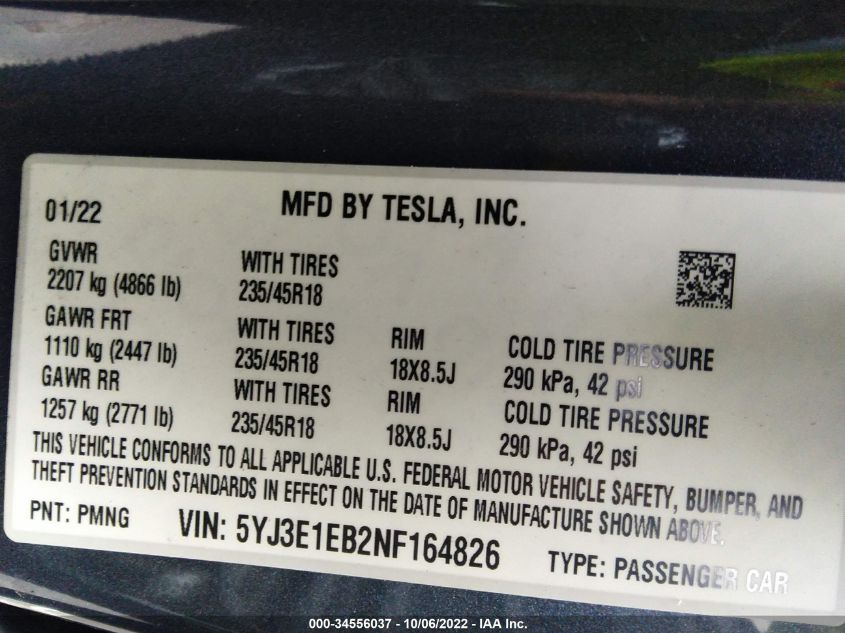 01/22 MFD BY TESLA, INC.
GVWR
2207 kg (4866 lb) WITH TIRES
235/45R18
GAWR FRT
1110 kg (2447 lb) WITH TIRES
235/45R18 RIM
18X8.5J COLD TIRE PRESSURE
290 kPa, 42 psi
GAWR RR
1257 kg (2771 lb) WITH TIRES
235/45R18 RIM
18X8.5J COLD TIRE PRESSURE
290 kPa, 42 psi
THIS VEHICLE CONFORMS TO ALL APPLICABLE U.S. FEDERAL MOTOR VEHICLE SAFETY, BUMPER, AND
THEFT PREVENTION STANDARDS IN EFFECT ON THE DATE OF MANUFACTURE SHOWN ABOVE.
PNT: PMNG VIN: 5YJ3E1EB2NF164826 TYPE: PASSENGER CAR
000-34556037 - 10/06/2022 - IAA Inc.